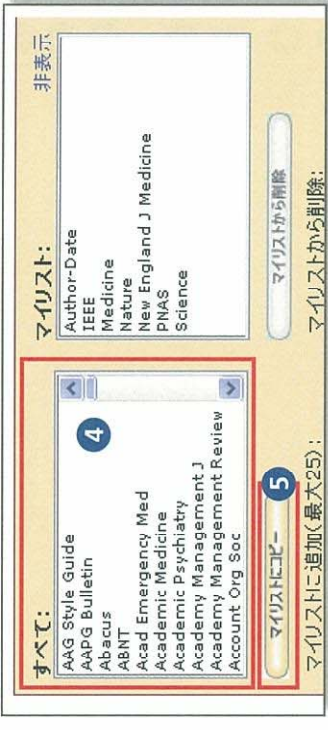 すべて:
AAG Style Guide
AAPG Bulletin
Abacus
ABNT
Acad Emergency Med
Academic Medicine
Academic Psychiatry
Academy Management J
Academy Management Review
Account Org Soc
④
マイリストにコピー
⑤
マイリストに追加(最大25):
マイリスト:
非表示
Author-Date
IEEE
Medicine
Nature
New England J Medicine
PNAS
Science
マイリストから削除
マイリストから削除: